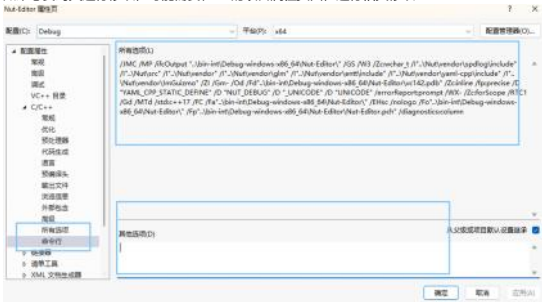 Nut-Editor 属性页
配置(C): Debug
平台(P): x64
配置管理器(O)...
配置属性
常规
高级
调试
VC++ 目录
C/C++
常规
优化
预处理器
代码生成
语言
预编译头
输出文件
浏览信息
外部包含
高级
所有选项
命令行
链接器
清单工具
XML 文档生成器
所有选项(L)
/JMC /MP /ifcOutput "..\bin-int\Debug-windows-x86_64\Nut-Editor\" /GS /W3 /Zc:wchar_t /I"..\Nut\vendor\spdlog\include"
/I"..\Nut\src" /I"..\Nut\vendor" /I"..\Nut\vendor\glm" /I"..\Nut\vendor\entt\include" /I"..\Nut\vendor\yaml-cpp\include" /I"..
\Nut\vendor\ImGuizmo" /ZI /Gm- /Od /Fd"..\bin-int\Debug-windows-x86_64\Nut-Editor\vc142.pdb" /Zc:inline /fp:precise /D
"YAML_CPP_STATIC_DEFINE" /D "NUT_DEBUG" /D "_UNICODE" /D "UNICODE" /errorReport:prompt /WX- /Zc:forScope /RTC1
/Gd /MTd /std:c++17 /FC /Fa"..\bin-int\Debug-windows-x86_64\Nut-Editor\" /EHsc /nologo /Fo"..\bin-int\Debug-windows-
x86_64\Nut-Editor\" /Fp"..\bin-int\Debug-windows-x86_64\Nut-Editor\Nut-Editor.pch" /diagnostics:column
其他选项(D)
从父级或项目默认设置继承
确定
取消
应用(A)